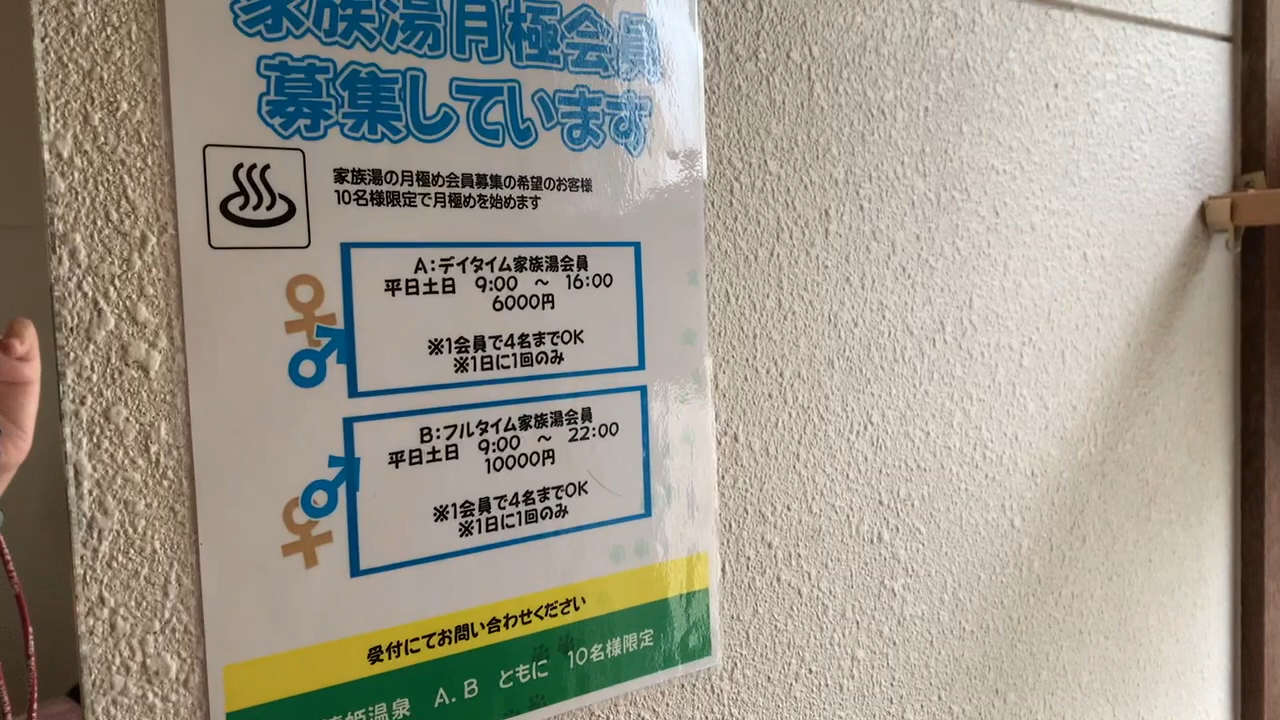 家族湯月極会員
募集しています
家族湯の月極め会員募集の希望のお客様
10名様限定で月極めを始めます
A:デイタイム家族湯会員
平日土日 9:00 ～ 16:00
6000円
※1会員で4名までOK
※1日に1回のみ
B:フルタイム家族湯会員
平日土日 9:00 ～ 22:00
10000円
※1会員で4名までOK
※1日に1回のみ
受付にてお問い合わせください
姫温泉 A.B ともに 10名様限定